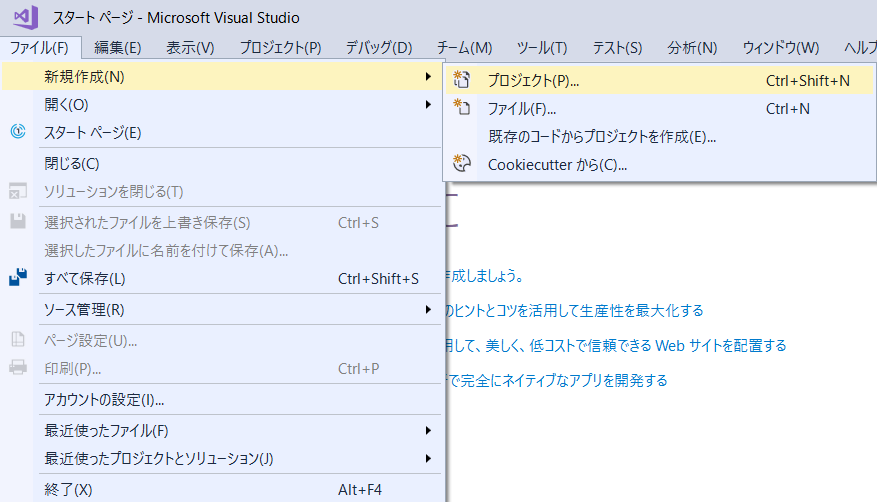 スタート ページ - Microsoft Visual Studio
ファイル(F) 編集(E) 表示(V) プロジェクト(P) デバッグ(D) チーム(M) ツール(T) テスト(S) 分析(N) ウィンドウ(W) ヘルプ
新規作成(N)
開く(O)
スタート ページ(E)
閉じる(C)
ソリューションを閉じる(T)
選択されたファイルを上書き保存(S) Ctrl+S
選択したファイルに名前を付けて保存(A)...
すべて保存(L) Ctrl+Shift+S
ソース管理(R)
ページ設定(U)...
印刷(P)... Ctrl+P
アカウントの設定(I)...
最近使ったファイル(F)
最近使ったプロジェクトとソリューション(J)
終了(X) Alt+F4
プロジェクト(P)... Ctrl+Shift+N
ファイル(F)... Ctrl+N
既存のコードからプロジェクトを作成(E)...
Cookiecutter から(C)...
作成しましょう。
のヒントとコツを活用して生産性を最大化する
用して、美しく、低コストで信頼できる Web サイトを配置する
で完全にネイティブなアプリを開発する